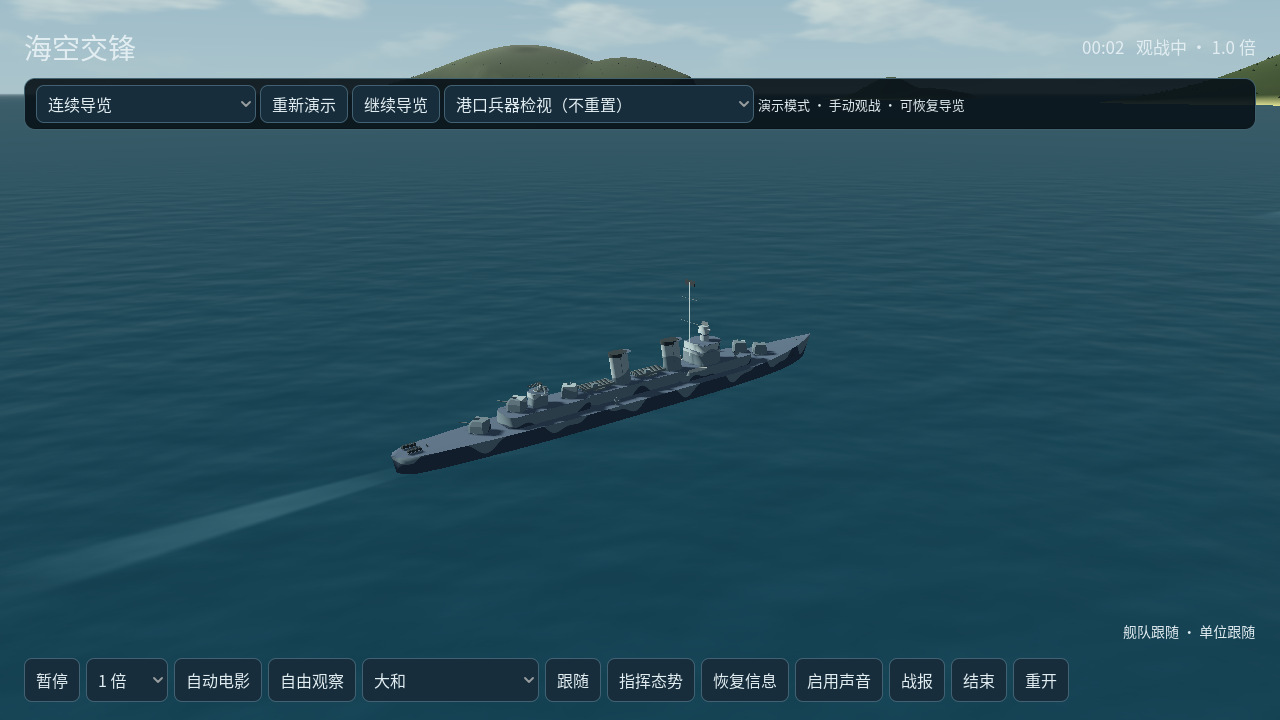 海空交锋
00:02 观战中 · 1.0 倍
连续导览 重新演示 继续导览 港口兵器检视（不重置） 演示模式 · 手动观战 · 可恢复导览
舰队跟随 · 单位跟随
暂停 1 倍 自动电影 自由观察 大和 跟随 指挥态势 恢复信息 启用声音 战报 结束 重开